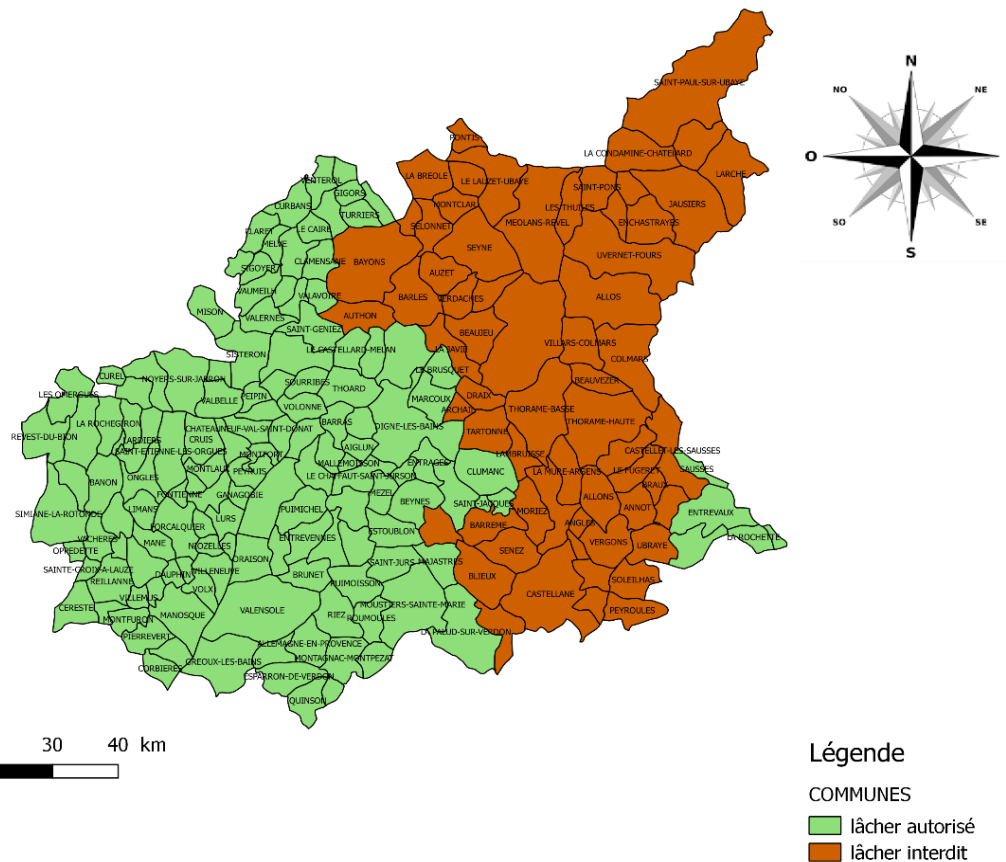 SAINT-PAUL-SUR-UBAYE
N
NO
NE
O
SO
SE
S
PONTIS
LA CONDAMINE-CHATELARD
LARCHE
LA BREOLE
LE LAUZET-UBAYE
SAINT-PONS
VENTEROL
GIGORS
MONTCLAR
LES THUILES
JAUSIERS
CURBANS
TURRIERS
SELONNET
MEOLANS-REVEL
ENCHASTRAYES
CLARET
LE CAIRE
MELVE
SEYNE
UVERNET-FOURS
SIGOYER
CLAMENSANE
BAYONS
AUZET
VAUMEILH
VALAVOIRE
BARLES
VERDACHES
ALLOS
MISON
VALERNES
AUTHON
SAINT-GENIEZ
BEAUJEU
VILLARS-COLMARS
SISTERON
LE CASTELLARD-MELAN
LA JAVIE
COLMARS
CUREL
NOYERS-SUR-JABRON
LE BRUSQUET
SOURRIBES
THOARD
BEAUVEZER
LES OMERGUES
VALBELLE
PEIPIN
MARCOUX
DRAIX
VOLONNE
ARCHAIL
THORAME-BASSE
LA ROCHEGIRON
CHATEAUNEUF-VAL-SAINT-DONAT
BARRAS
DIGNE-LES-BAINS
THORAME-HAUTE
REVEST-DU-BION
LARDIERS
CRUIS
TARTONNE
SAINT-ETIENNE-LES-ORGUES
MONTFORT
AIGLUN
LAMBRUISSE
CASTELLET-LES-SAUSSES
MALLEMOISSON
ENTRAGES
MONTLAUX
PEYRUIS
CLUMANC
LA MURE-ARGENS
LE FUGERET
SAUSSES
BANON
ONGLES
LE CHAFFAUT-SAINT-JURSON
BRAUX
FONTIENNE
GANAGOBIE
MEZEL
BEYNES
ALLONS
SAINT-JACQUES
ANNOT
SIMIANE-LA-ROTONDE
LIMANS
PUIMICHEL
MORIEZ
ENTREVAUX
LURS
FORCALQUIER
BARREME
ANGLES
ESTOUBLON
VACHERES
MANE
NIOZELLES
ENTREVENNES
VERGONS
UBRAYE
LA ROCHETTE
OPPEDETTE
SENEZ
ORAISON
SAINT-JURS
MAJASTRES
SAINTE-CROIX-A-LAUZE
DAUPHIN
VILLENEUVE
BRUNET
BLIEUX
SOLEILHAS
REILLANNE
PUIMOISSON
VOLX
CASTELLANE
VILLEMUS
CERESTE
MOUSTIERS-SAINTE-MARIE
VALENSOLE
PEYROULES
MONTFURON
MANOSQUE
RIEZ
ROUMOULES
PIERREVERT
LA PALUD-SUR-VERDON
ALLEMAGNE-EN-PROVENCE
GREOUX-LES-BAINS
MONTAGNAC-MONTPEZAT
CORBIERES
ESPARRON-DE-VERDON
QUINSON
30 40 km
Légende
COMMUNES
lâcher autorisé
lâcher interdit